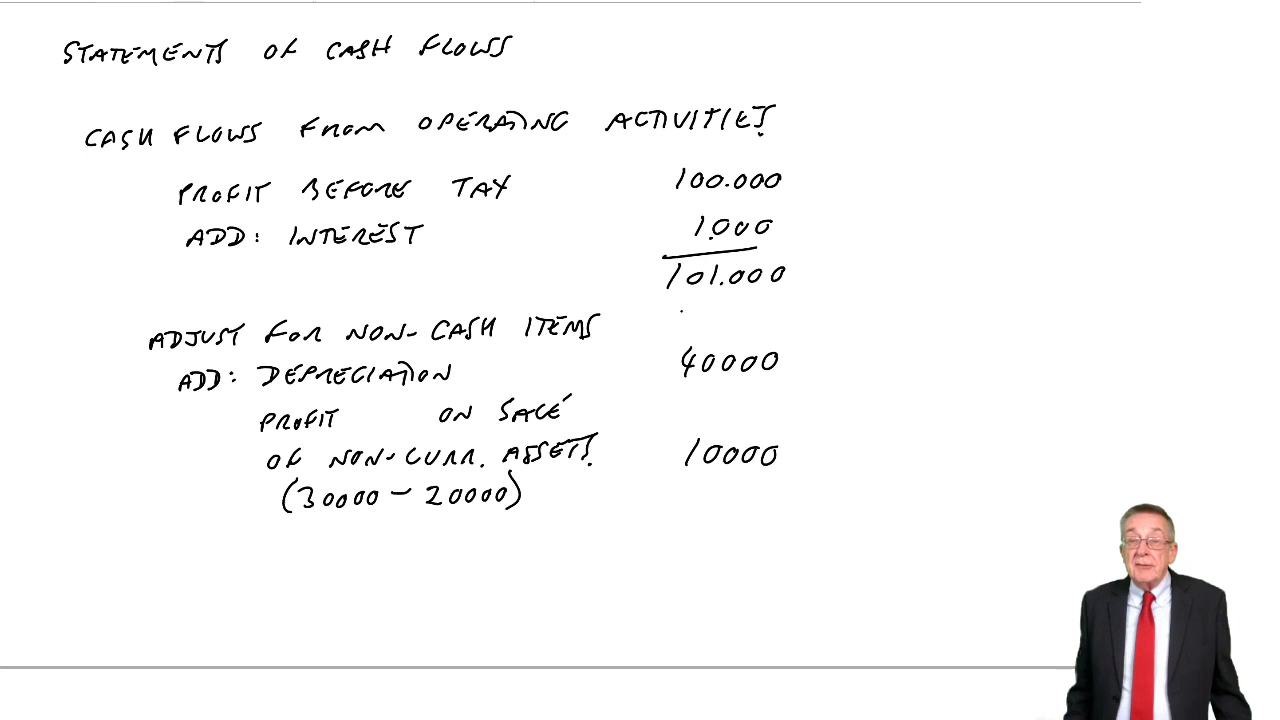 STATEMENTS OF CASH FLOWS
CASH FLOWS FROM OPERATING ACTIVITIES
PROFIT BEFORE TAX 100.000
ADD: INTEREST 1.000
101.000
ADJUST FOR NON-CASH ITEMS
ADD: DEPRECIATION 40000
PROFIT ON SALE
OF NON-CURR. ASSETS. 10000
(30000 - 20000)